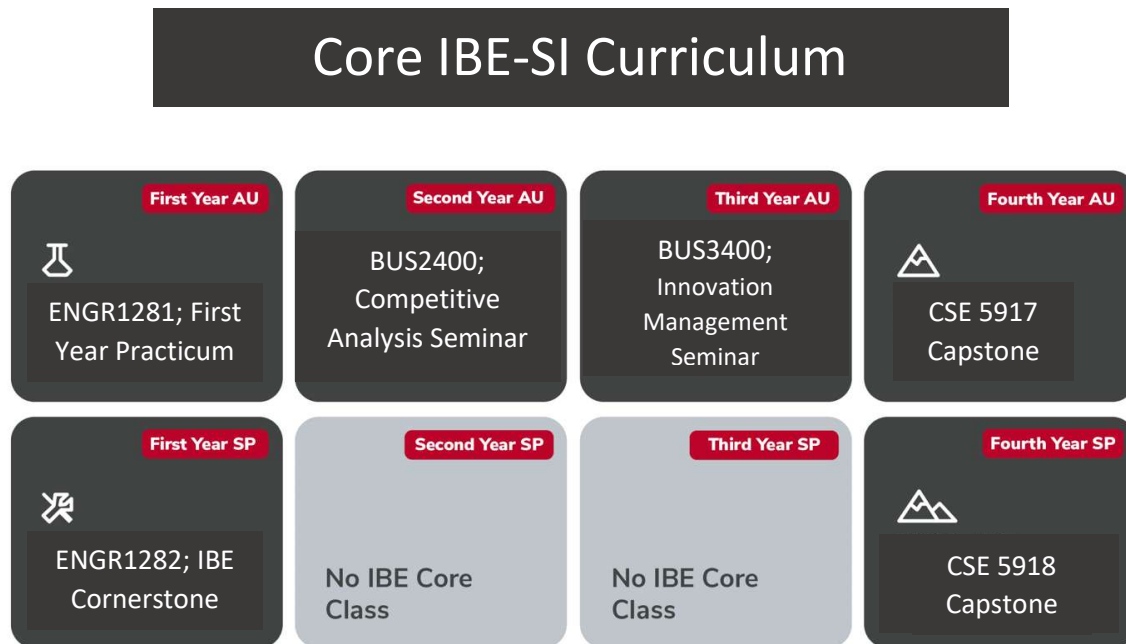 Core IBE-SI Curriculum
First Year AU
ENGR1281; First
Year Practicum
Second Year AU
BUS2400;
Competitive
Analysis Seminar
Third Year AU
BUS3400;
Innovation
Management
Seminar
Fourth Year AU
CSE 5917
Capstone
First Year SP
ENGR1282; IBE
Cornerstone
Second Year SP
No IBE Core
Class
Third Year SP
No IBE Core
Class
Fourth Year SP
CSE 5918
Capstone